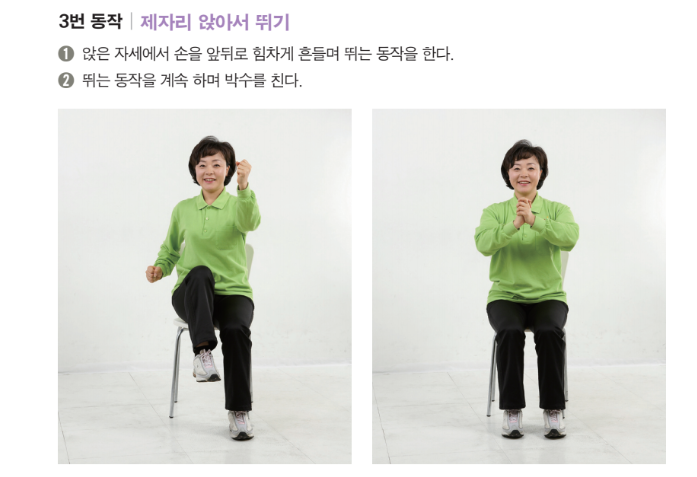 3번 동작 | 제자리 앉아서 뛰기
1 앉은 자세에서 손을 앞뒤로 힘차게 흔들며 뛰는 동작을 한다.
2 뛰는 동작을 계속 하며 박수를 친다.